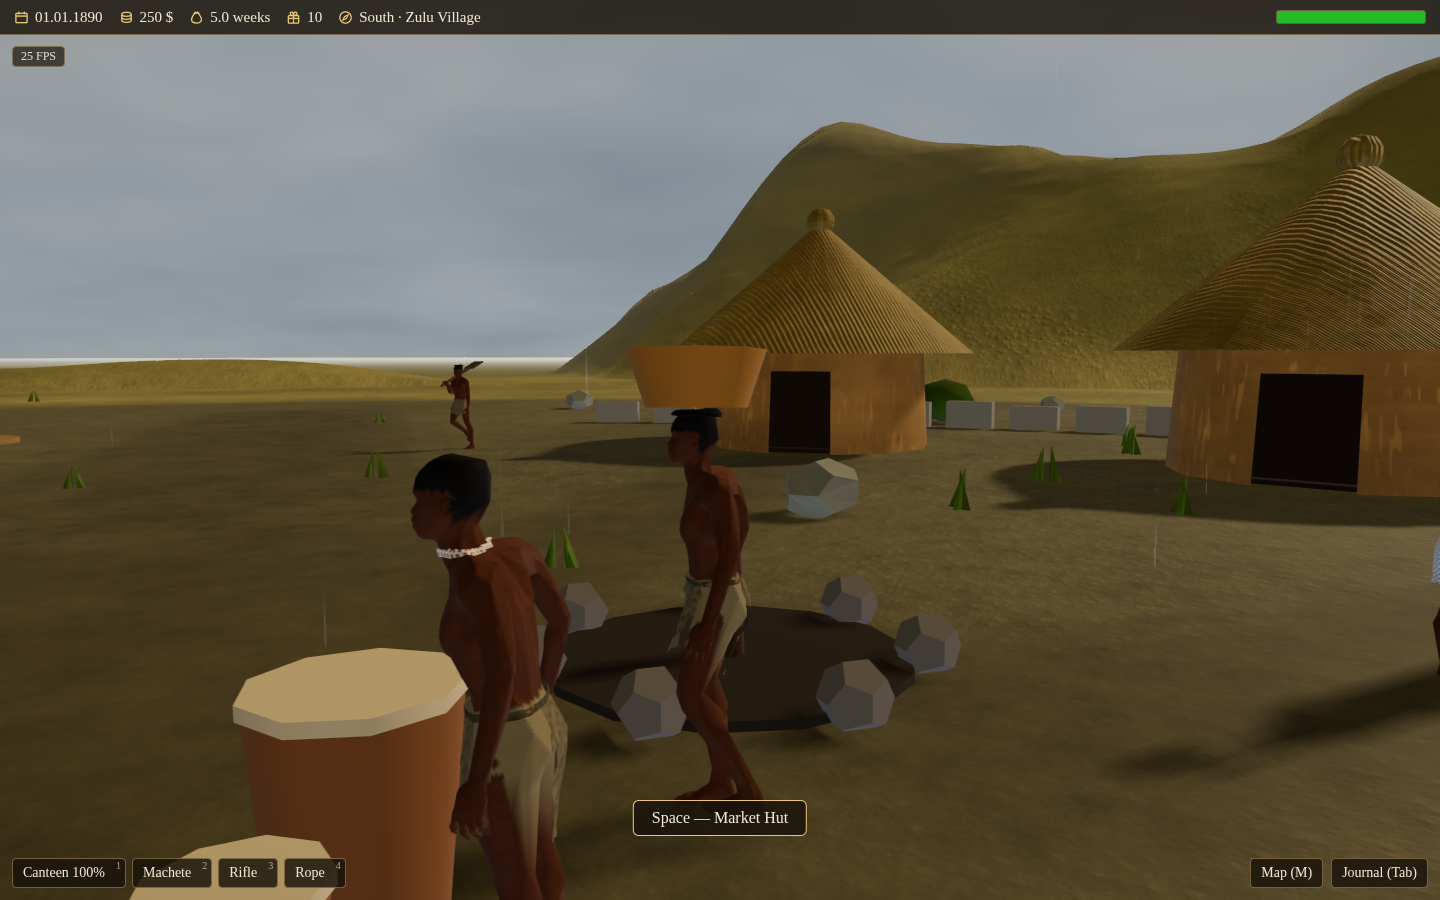 01.01.1890 250 $ 5.0 weeks 10 South · Zulu Village
25 FPS
Space — Market Hut
Canteen 100% 1 Machete 2 Rifle 3 Rope 4
Map (M) Journal (Tab)